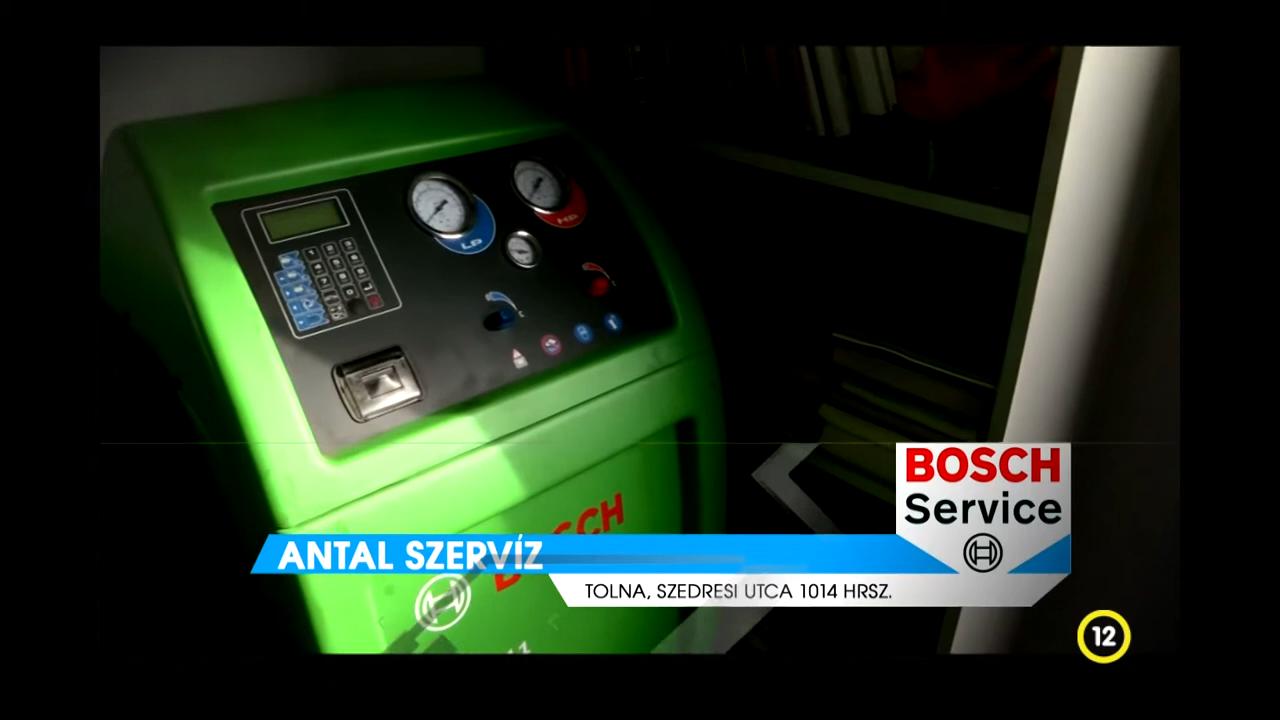 LP
HP
BOSCH
Service
BOSCH
ANTAL SZERVÍZ
TOLNA, SZEDRESI UTCA 1014 HRSZ.
12